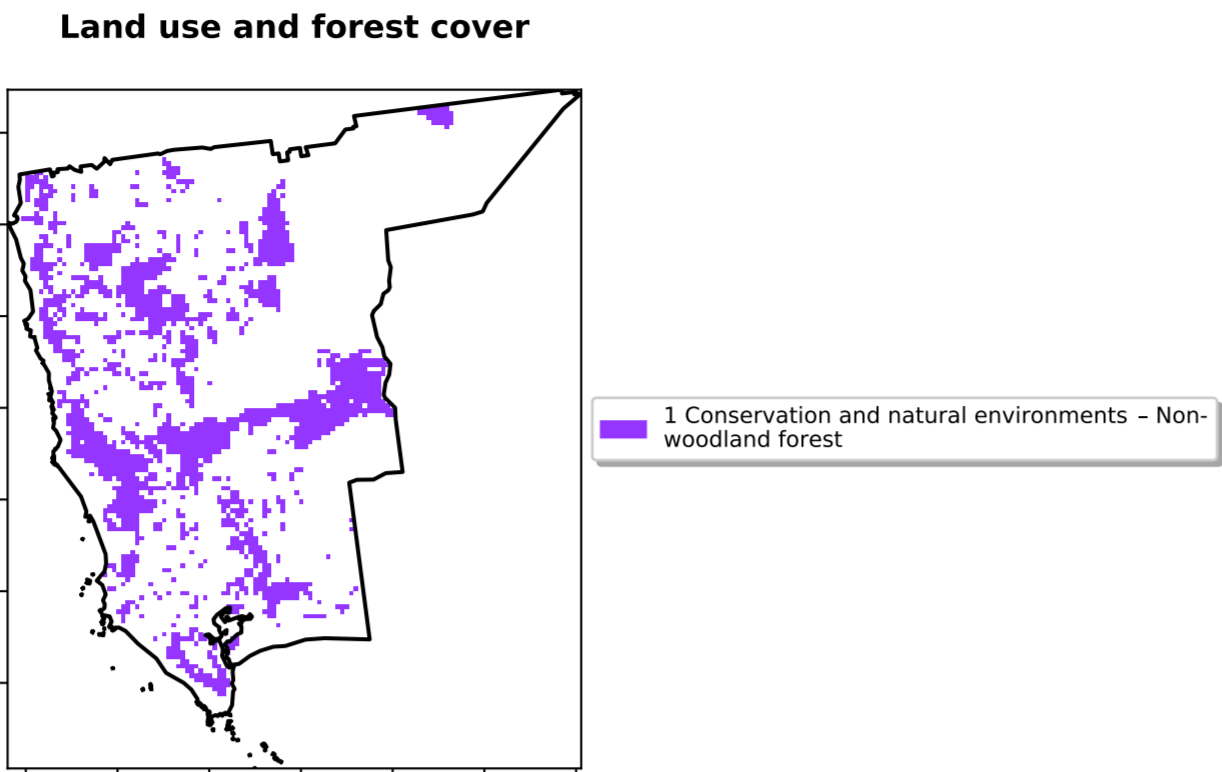 Land use and forest cover
1 Conservation and natural environments – Non-
woodland forest